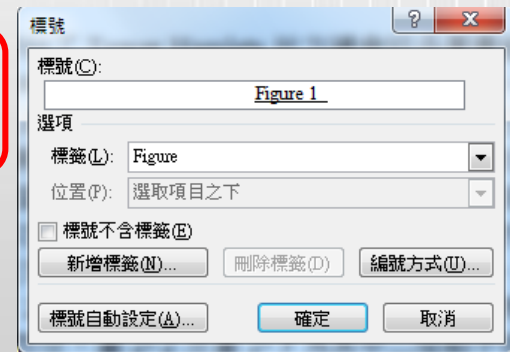 標號
標號(C):
Figure 1
選項
標籤(L): Figure
位置(P): 選取項目之下
標號不含標籤(E)
新增標籤(N)... 刪除標籤(D) 編號方式(U)...
標號自動設定(A)... 確定 取消